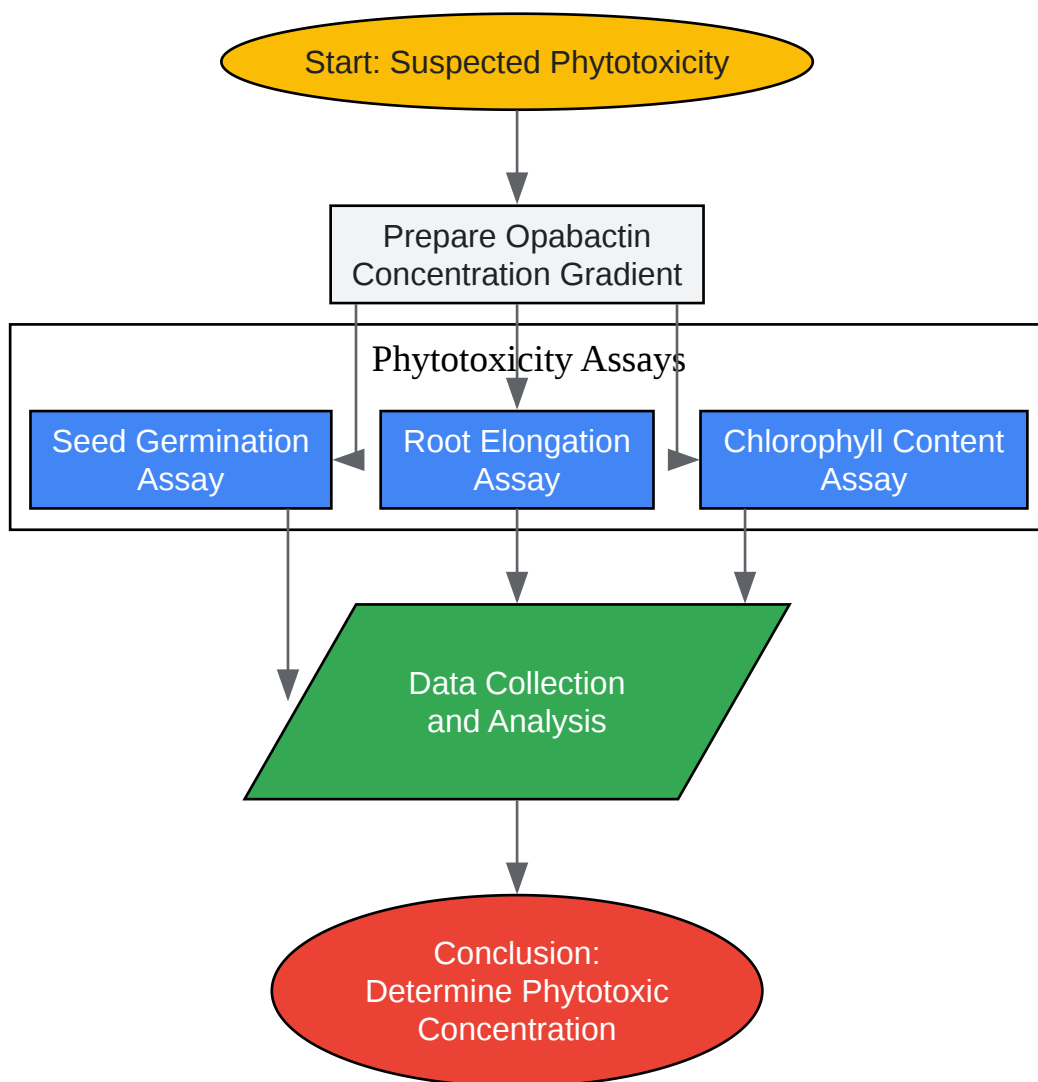 Start: Suspected Phytotoxicity
Prepare Opabactin
Concentration Gradient
Phytotoxicity Assays
Seed Germination
Assay
Root Elongation
Assay
Chlorophyll Content
Assay
Data Collection
and Analysis
Conclusion:
Determine Phytotoxic
Concentration